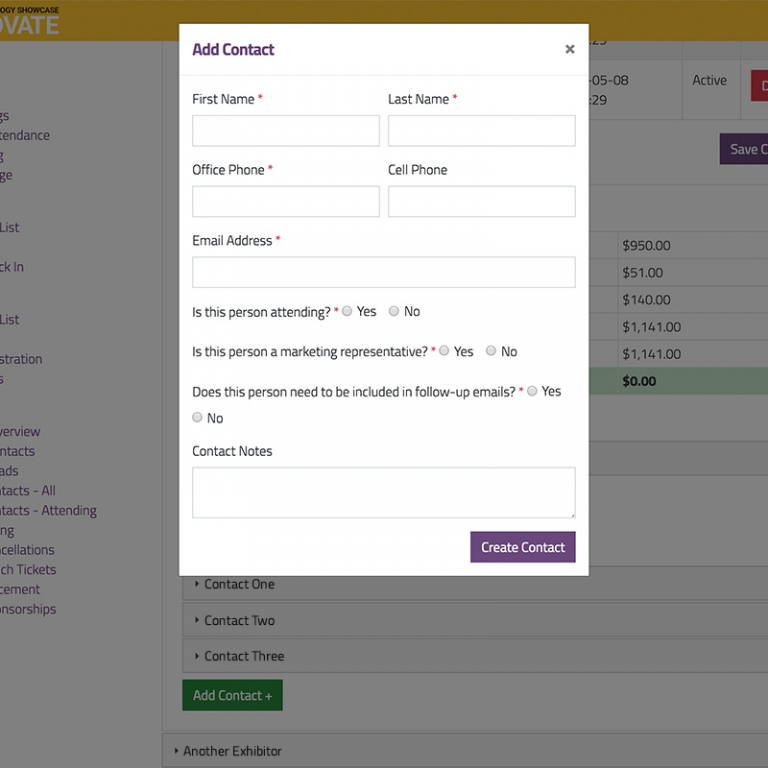 OGY SHOWCASE
OVATE
Add Contact ×
First Name * Last Name *
Office Phone * Cell Phone
Email Address *
Is this person attending? * Yes No
Is this person a marketing representative? * Yes No
Does this person need to be included in follow-up emails? * Yes
No
Contact Notes
Create Contact
gs
tendance
g
ge
List
ck In
List
stration
s
verview
ntacts
ads
tacts - All
tacts - Attending
ng
cellations
ch Tickets
cement
onsorships
:23
-05-08 Active D
:29
Save C
$950.00
$51.00
$140.00
$1,141.00
$1,141.00
$0.00
Contact One
Contact Two
Contact Three
Add Contact +
Another Exhibitor